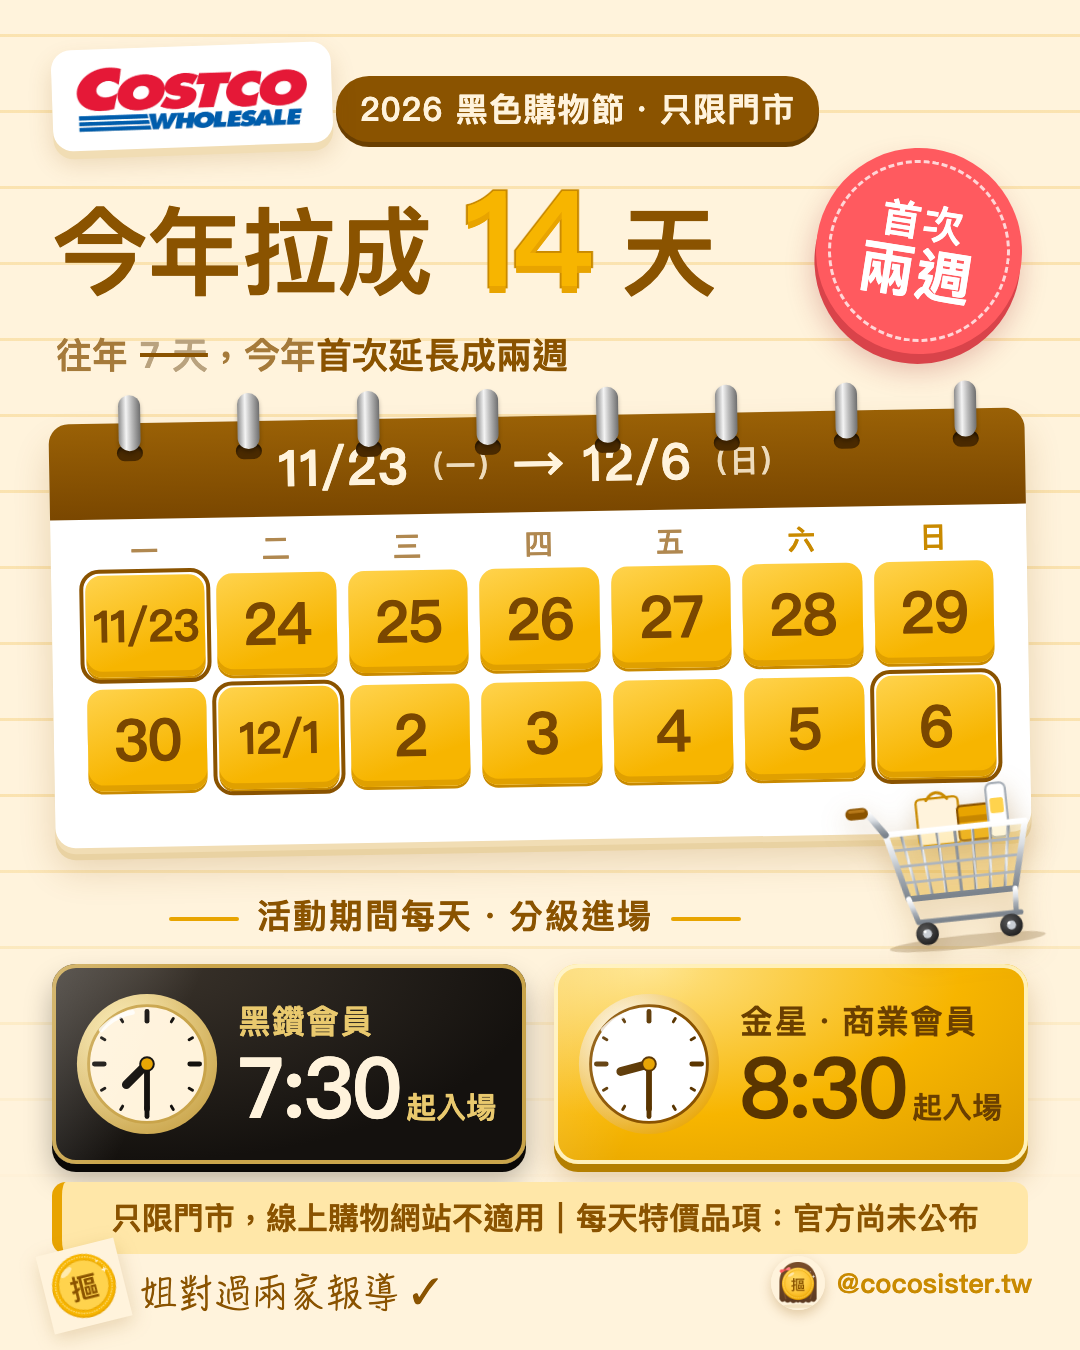 COSTCO
WHOLESALE
2026 黑色購物節·只限門市
今年拉成 14 天
首次
兩週
往年 7 天，今年首次延長成兩週
11/23（一）→ 12/6（日）
一 二 三 四 五 六 日
11/23 24 25 26 27 28 29
30 12/1 2 3 4 5 6
活動期間每天·分級進場
黑鑽會員
7:30 起入場
金星·商業會員
8:30 起入場
只限門市，線上購物網站不適用｜每天特價品項：官方尚未公布
摳
姐對過兩家報導 ✓
摳
@cocosister.tw